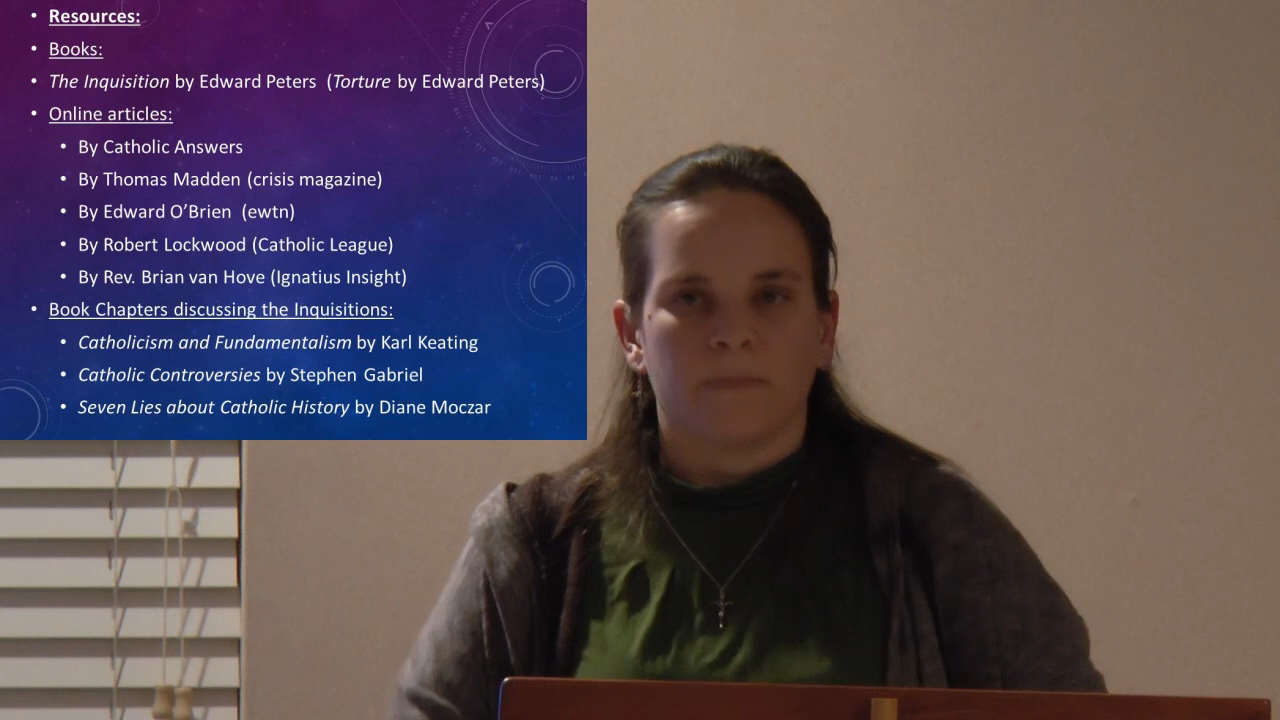 Resources:
Books:
The Inquisition by Edward Peters (Torture by Edward Peters)
Online articles:
By Catholic Answers
By Thomas Madden (crisis magazine)
By Edward O’Brien (ewtn)
By Robert Lockwood (Catholic League)
By Rev. Brian van Hove (Ignatius Insight)
Book Chapters discussing the Inquisitions:
Catholicism and Fundamentalism by Karl Keating
Catholic Controversies by Stephen Gabriel
Seven Lies about Catholic History by Diane Moczar